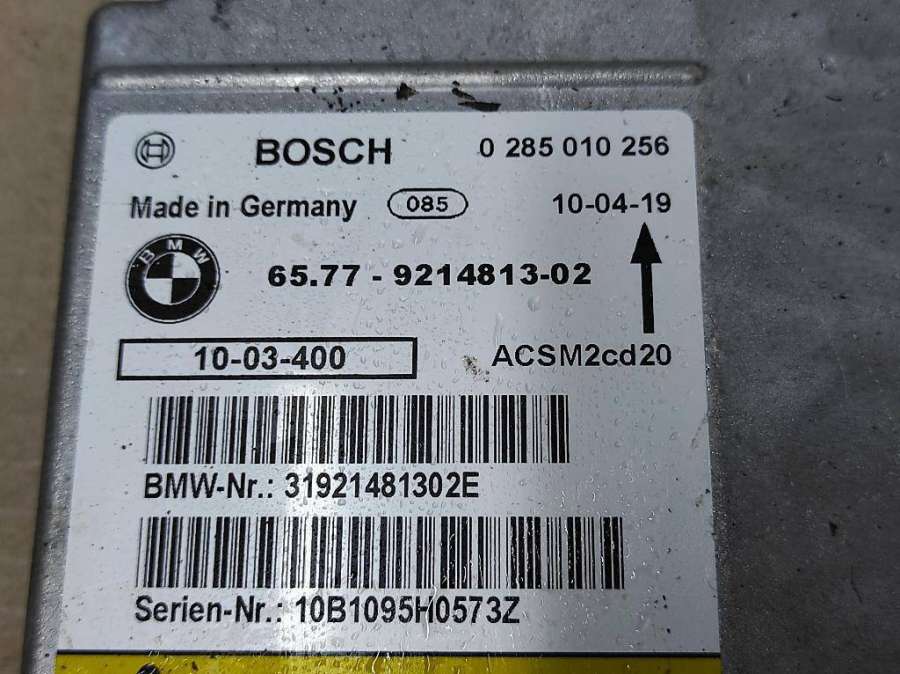 BOSCH 0 285 010 256
Made in Germany 085 10-04-19
BMW
65.77 - 9214813-02
10-03-400 ACSM2cd20
BMW-Nr.: 31921481302E
Serien-Nr.: 10B1095H0573Z